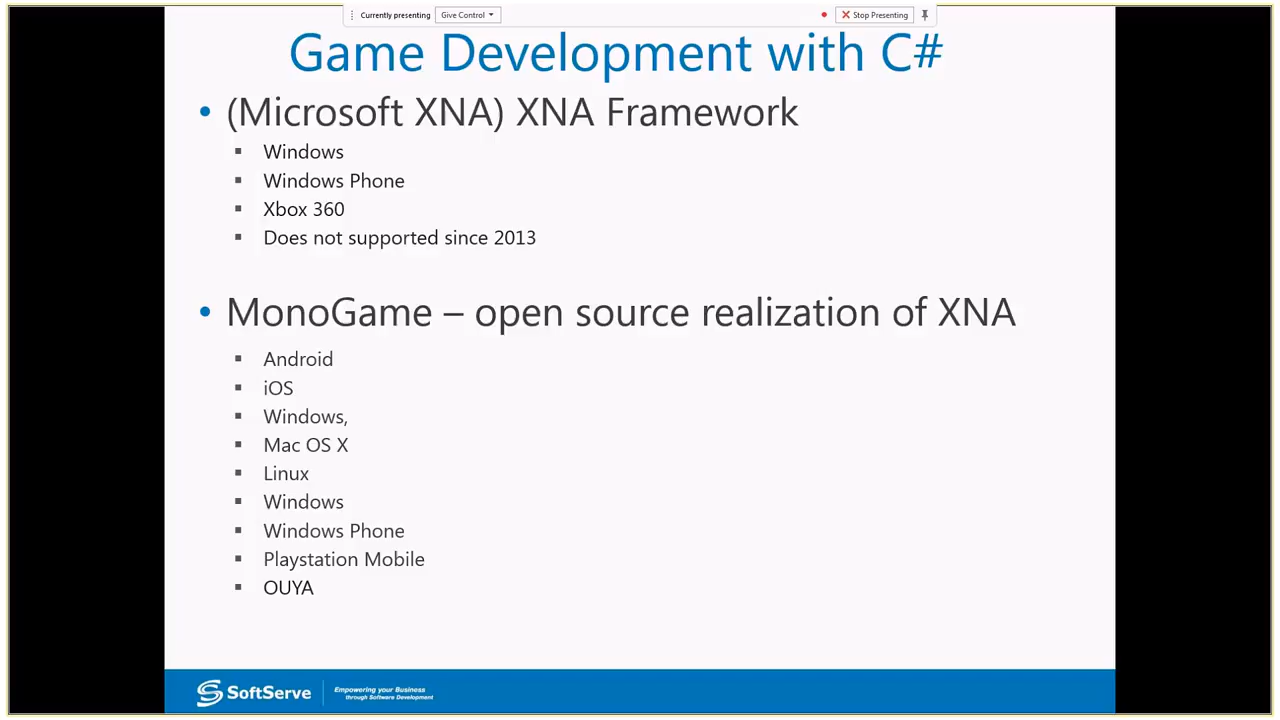 Currently presenting Give Control Stop Presenting
Game Development with C#
• (Microsoft XNA) XNA Framework
▪ Windows
▪ Windows Phone
▪ Xbox 360
▪ Does not supported since 2013
• MonoGame – open source realization of XNA
▪ Android
▪ iOS
▪ Windows,
▪ Mac OS X
▪ Linux
▪ Windows
▪ Windows Phone
▪ Playstation Mobile
▪ OUYA
SoftServe
Empowering your Business
through Software Development